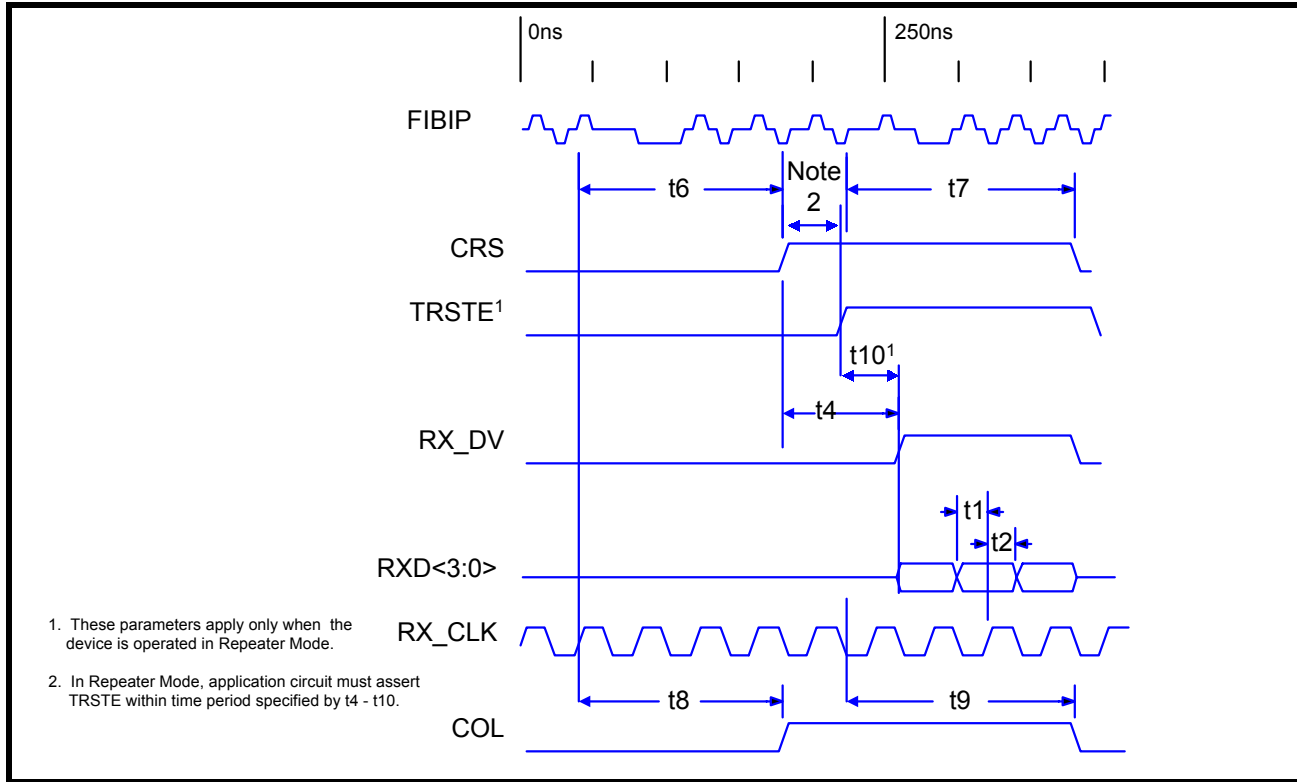 0ns
250ns
FIBIP
t6
Note
2
t7
CRS
TRSTE¹
t10¹
t4
RX_DV
t1
t2
RXD<3:0>
RX_CLK
1. These parameters apply only when the
device is operated in Repeater Mode.
2. In Repeater Mode, application circuit must assert
TRSTE within time period specified by t4 - t10.
t8
t9
COL